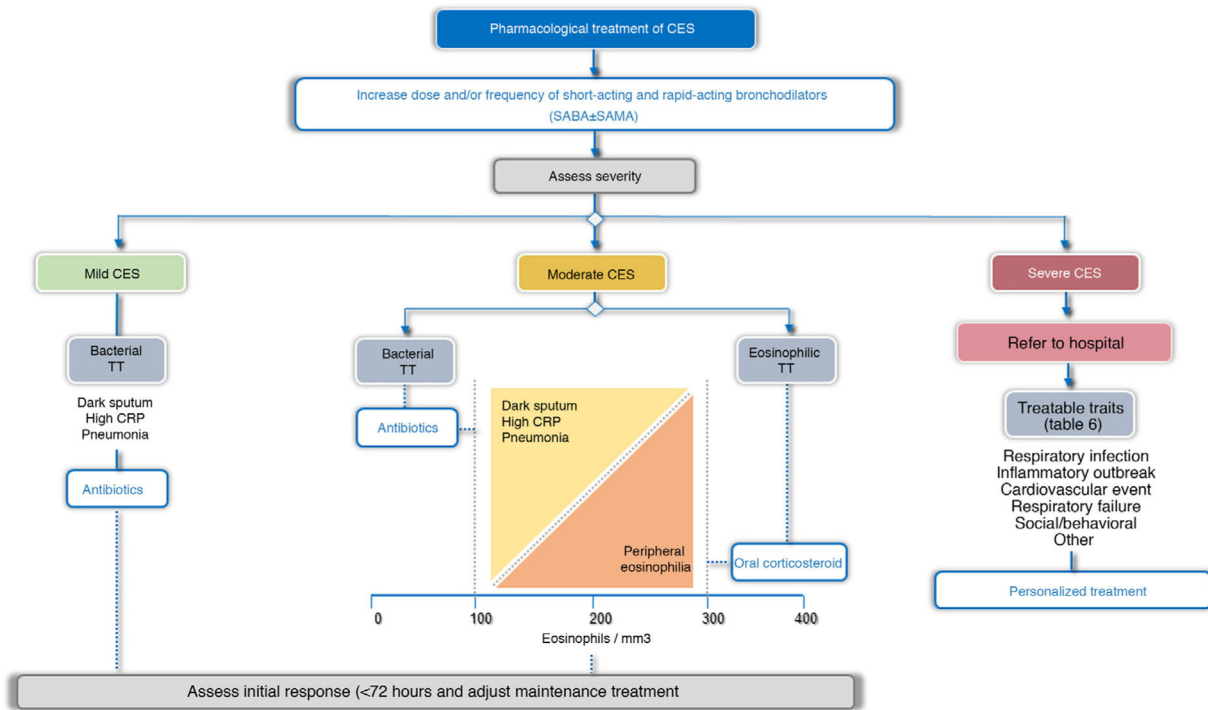 Pharmacological treatment of CES
Increase dose and/or frequency of short-acting and rapid-acting bronchodilators
(SABA±SAMA)
Assess severity
Mild CES
Moderate CES
Severe CES
Bacterial
TT
Dark sputum
High CRP
Pneumonia
Antibiotics
Bacterial
TT
Antibiotics
Eosinophilic
TT
Dark sputum
High CRP
Pneumonia
Peripheral
eosinophilia
Oral corticosteroid
0 100 200 300 400
Eosinophils / mm3
Refer to hospital
Treatable traits
(table 6)
Respiratory infection
Inflammatory outbreak
Cardiovascular event
Respiratory failure
Social/behavioral
Other
Personalized treatment
Assess initial response (<72 hours and adjust maintenance treatment